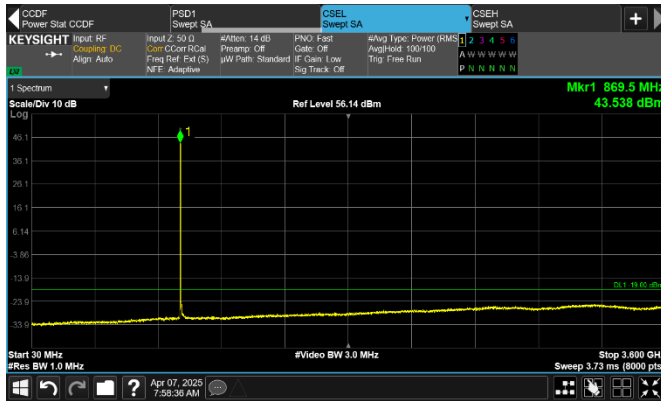 CCDF
Power Stat CCDF
PSD1
Swept SA
CSEL
Swept SA
CSEH
Swept SA
KEYSIGHT
Input: RF
Coupling: DC
Align: Auto
Input Z: 50 Ω
Corr CCorr RCal
Freq Ref: Ext (S)
NFE: Adaptive
#Atten: 14 dB
Preamp: Off
µW Path: Standard
PNO: Fast
Gate: Off
IF Gain: Low
Sig Track: Off
#Avg Type: Power (RMS
Avg|Hold: 100/100
Trig: Free Run
1 2 3 4 5 6
A W W W W W
P N N N N N
1 Spectrum
Scale/Div 10 dB
Ref Level 56.14 dBm
Mkr1 869.5 MHz
43.538 dBm
Log
1
46.1
36.1
26.1
16.1
6.14
-3.86
-13.9
-23.9
-33.9
DL1 -19.00 dBm
Start 30 MHz
#Res BW 1.0 MHz
#Video BW 3.0 MHz
Stop 3.600 GHz
Sweep 3.73 ms (8000 pts)
Apr 07, 2025
7:58:36 AM